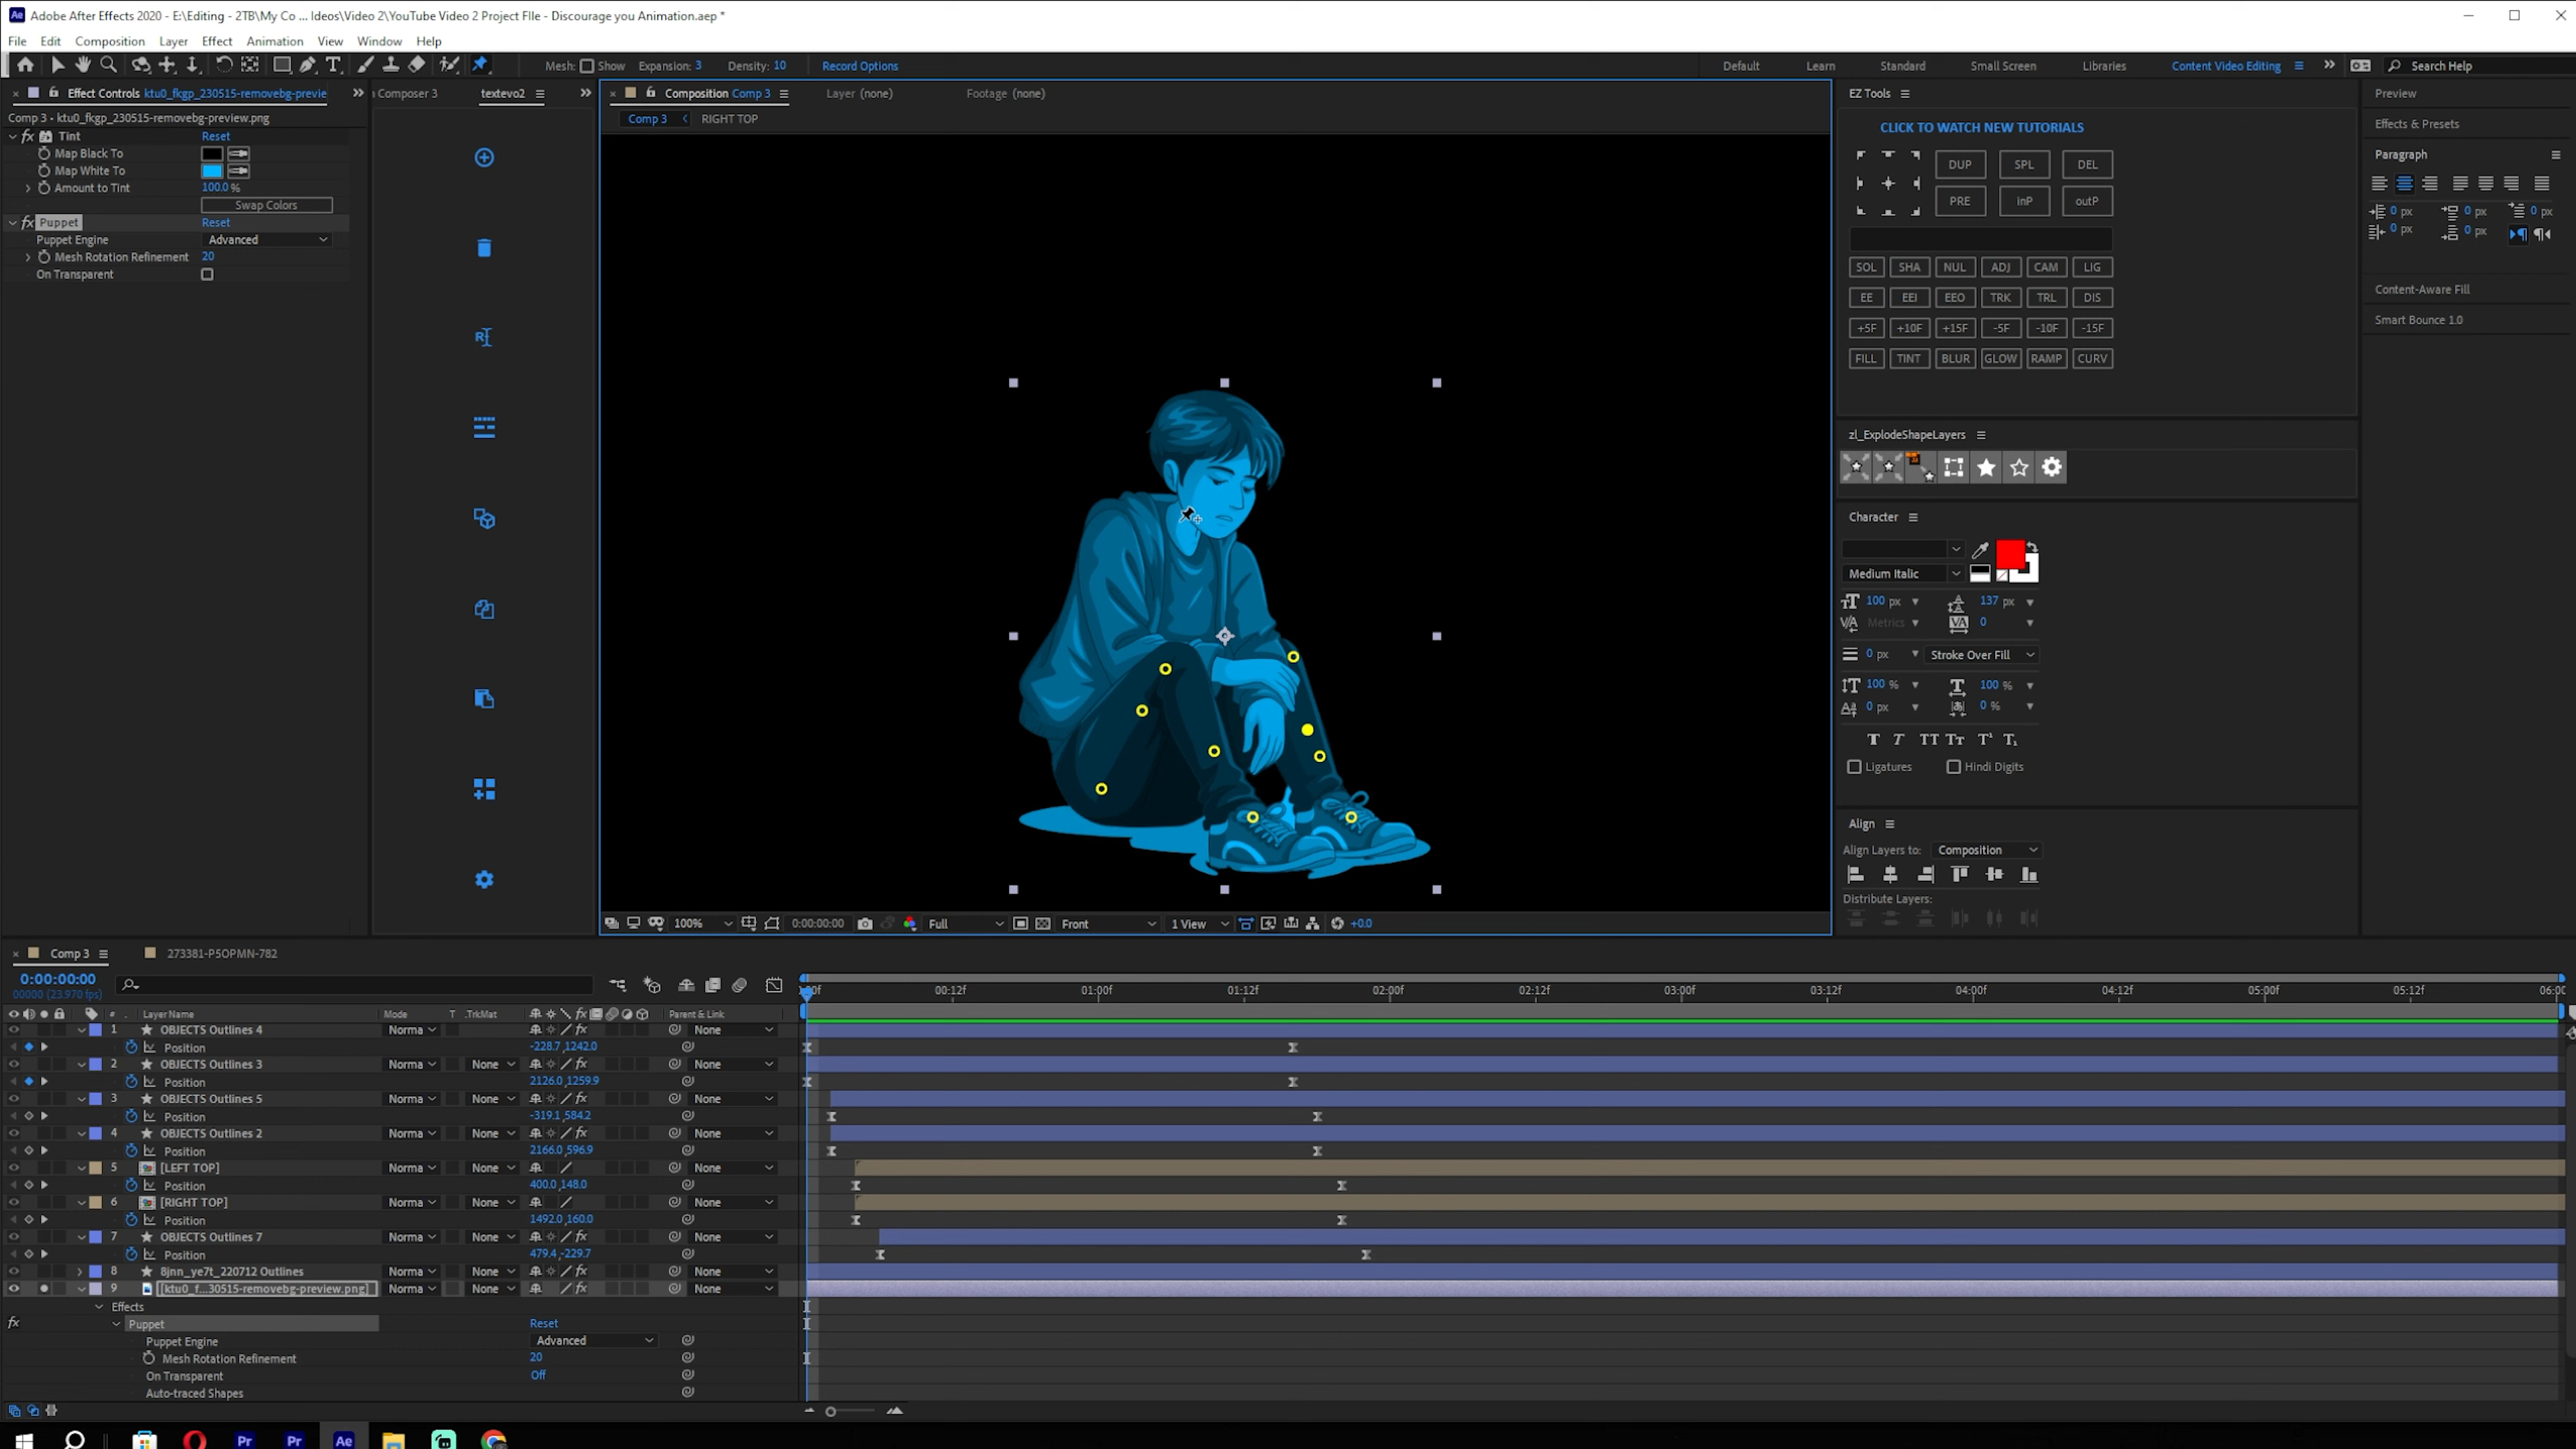 Adobe After Effects 2020 - E:\Editing - 2TB\My Co ... Ideos\Video 2\YouTube Video 2 Project FIle - Discourage you Animation.aep *
File Edit Composition Layer Effect Animation View Window Help
Mesh: Show Expansion: 3 Density: 10 Record Options Default Learn Standard Small Screen Libraries Content Video Editing Search Help
Effect Controls ktu0_fkgp_230515-removebg-previe
Comp 3 - ktu0_fkgp_230515-removebg-preview.png
fx Tint Reset
Map Black To
Map White To
Amount to Tint 100.0 %
Swap Colors
fx Puppet Reset
Puppet Engine Advanced
Mesh Rotation Refinement 20
On Transparent
Composer 3 textevo2
Composition Comp 3 Layer (none) Footage (none)
Comp 3 RIGHT TOP
100% 0:00:00:00 Full Front 1 View +0.0
EZ Tools
CLICK TO WATCH NEW TUTORIALS
DUP SPL DEL
PRE inP outP
SOL SHA NUL ADJ CAM LIG
EE EEI EEO TRK TRL DIS
+5F +10F +15F -5F -10F -15F
FILL TINT BLUR GLOW RAMP CURV
zl_ExplodeShapeLayers
Character
Medium Italic
100 px 137 px
Metrics 0
0 px Stroke Over Fill
100 % 100 %
0 px 0 %
Ligatures Hindi Digits
Align
Align Layers to: Composition
Distribute Layers:
Preview
Effects & Presets
Paragraph
0 px 0 px 0 px
0 px 0 px
Content-Aware Fill
Smart Bounce 1.0
Comp 3 273381-P5OPMN-782
0:00:00:00
00000 (23.970 fps)
00:12f 01:00f 01:12f 02:00f 02:12f 03:00f 03:12f 04:00f 04:12f 05:00f 05:12f
# Layer Name Mode T .TrkMat Parent & Link
1 OBJECTS Outlines 4 Norma None
Position -228.7,1242.0
2 OBJECTS Outlines 3 Norma None None
Position 2126.0,1259.9
3 OBJECTS Outlines 5 Norma None None
Position -319.1,584.2
4 OBJECTS Outlines 2 Norma None None
Position 2166.0,596.9
5 [LEFT TOP] Norma None None
Position 400.0,148.0
6 [RIGHT TOP] Norma None None
Position 1492.0,160.0
7 OBJECTS Outlines 7 Norma None None
Position 479.4,-229.7
8 8jnn_ye7t_220712 Outlines Norma None None
9 [ktu0_f...30515-removebg-preview.png] Norma None None
Effects
fx Puppet Reset
Puppet Engine Advanced
Mesh Rotation Refinement 20
On Transparent Off
Auto-traced Shapes
Pr Pr Ae